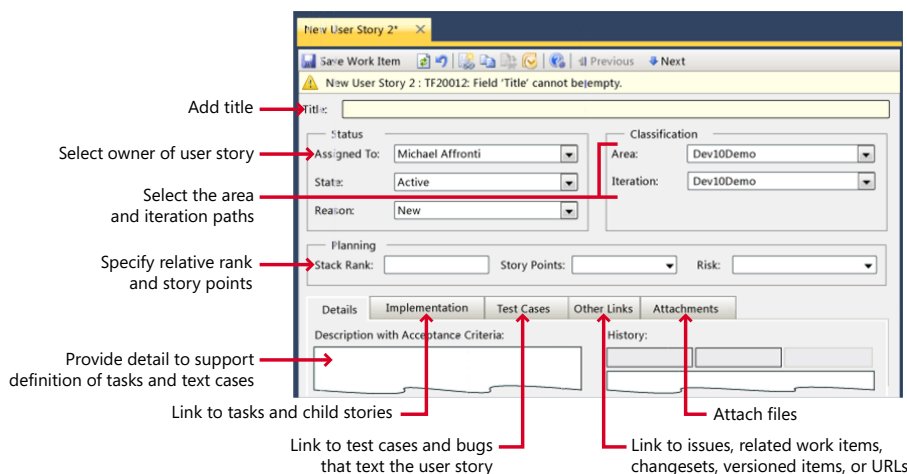 New User Story 2*
Save Work Item Previous Next
New User Story 2 : TF20012: Field 'Title' cannot be empty.
Add title
Title:
Status
Classification
Select owner of user story
Assigned To: Michael Affronti
Area: Dev10Demo
Select the area
and iteration paths
State: Active
Iteration: Dev10Demo
Reason: New
Planning
Specify relative rank
and story points
Stack Rank: Story Points: Risk:
Details Implementation Test Cases Other Links Attachments
Description with Acceptance Criteria: History:
Provide detail to support
definition of tasks and text cases
Link to tasks and child stories
Attach files
Link to test cases and bugs
that text the user story
Link to issues, related work items,
changesets, versioned items, or URLs